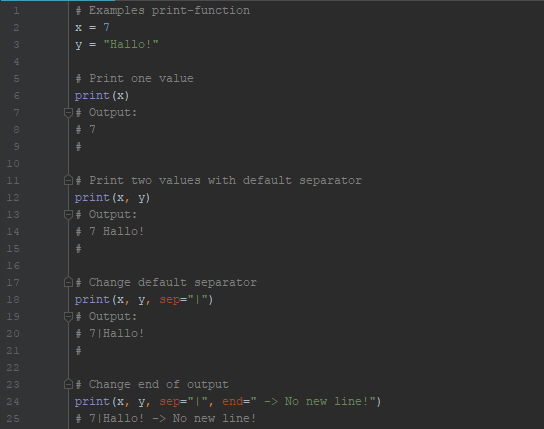 1 # Examples print-function
2 x = 7
3 y = "Hallo!"
4
5 # Print one value
6 print(x)
7 # Output:
8 # 7
9 #
10
11 # Print two values with default separator
12 print(x, y)
13 # Output:
14 # 7 Hallo!
15 #
16
17 # Change default separator
18 print(x, y, sep="|")
19 # Output:
20 # 7|Hallo!
21 #
22
23 # Change end of output
24 print(x, y, sep="|", end=" -> No new line!")
25 # 7|Hallo! -> No new line!